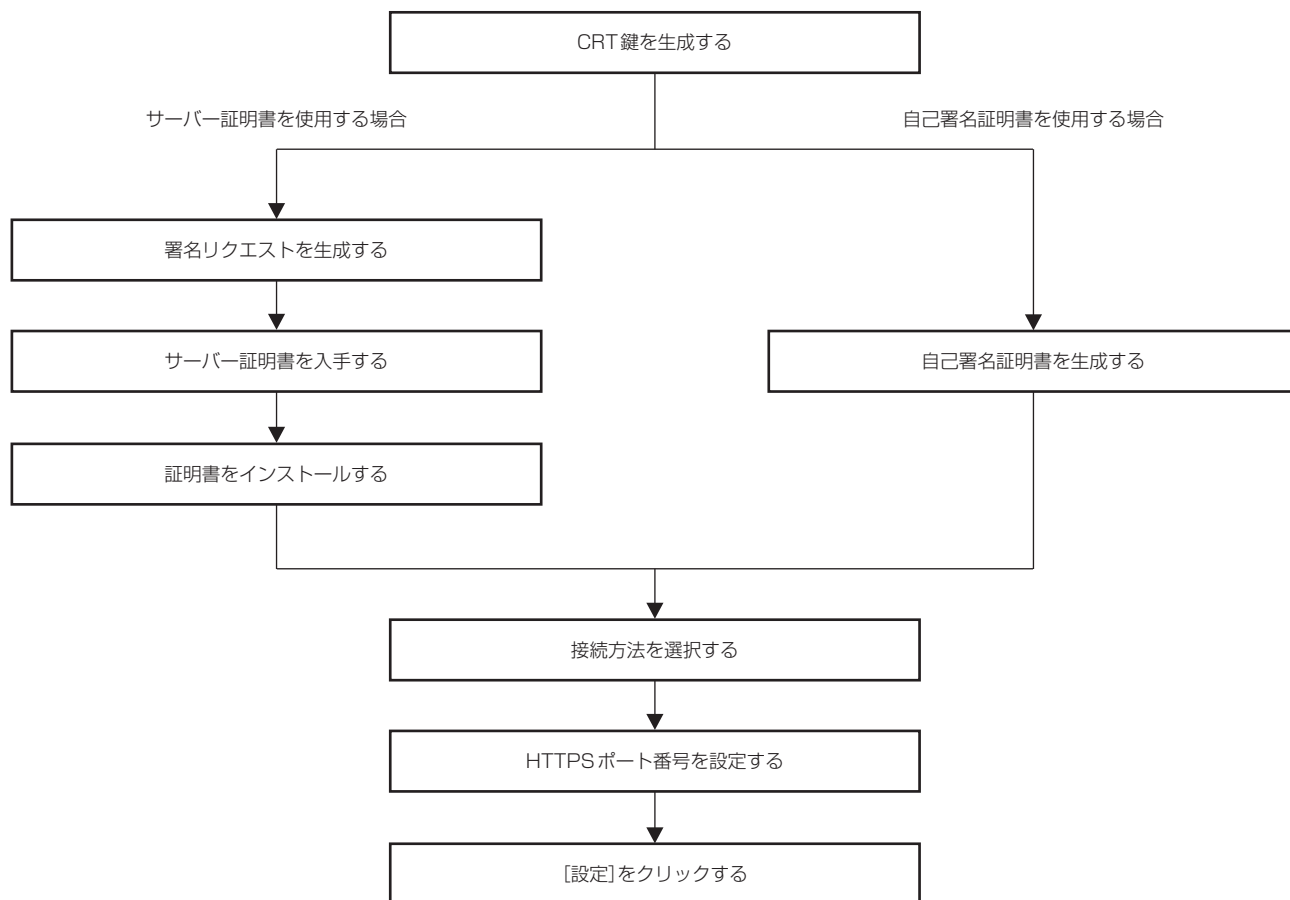 CRT鍵を生成する
サーバー証明書を使用する場合
自己署名証明書を使用する場合
署名リクエストを生成する
サーバー証明書を入手する
自己署名証明書を生成する
証明書をインストールする
接続方法を選択する
HTTPSポート番号を設定する
[設定]をクリックする